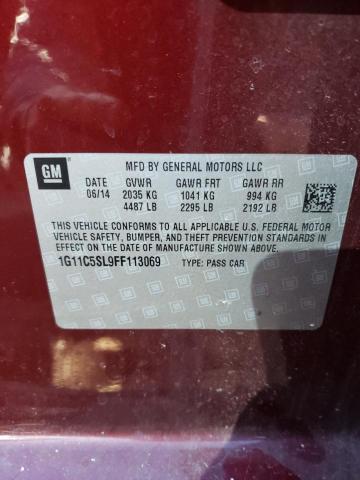 GM
MFD BY GENERAL MOTORS LLC
DATE GVWR GAWR FRT GAWR RR
06/14 2035 KG 1041 KG 994 KG
4487 LB 2295 LB 2192 LB
THIS VEHICLE CONFORMS TO ALL APPLICABLE U.S. FEDERAL MOTOR
VEHICLE SAFETY, BUMPER, AND THEFT PREVENTION STANDARDS IN
EFFECT ON THE DATE OF MANUFACTURE SHOWN ABOVE.
1G11C5SL9FF113069 TYPE: PASS CAR